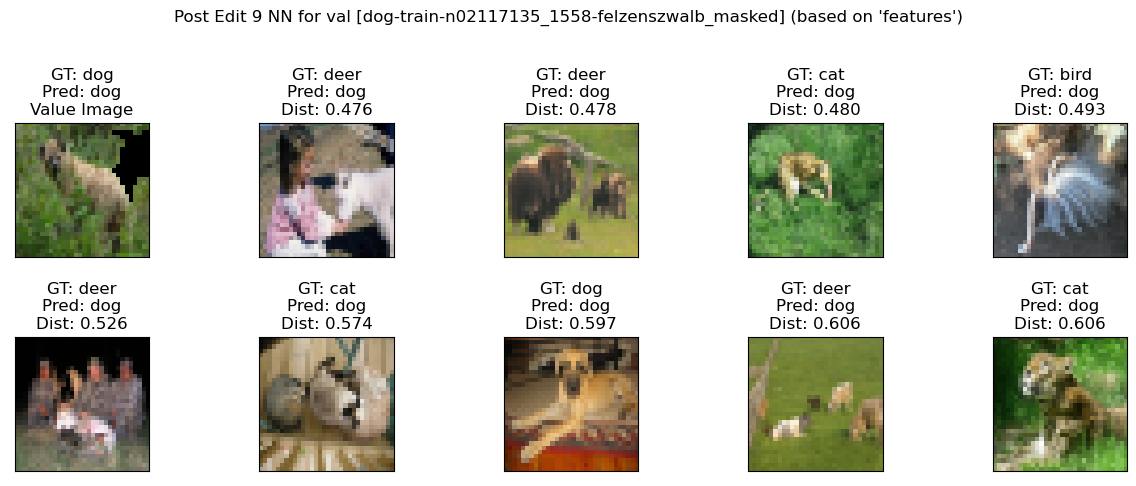 Post Edit 9 NN for val [dog-train-n02117135_1558-felzenszwalb_masked] (based on 'features')
GT: dog
Pred: dog
Value Image
GT: deer
Pred: dog
Dist: 0.476
GT: deer
Pred: dog
Dist: 0.478
GT: cat
Pred: dog
Dist: 0.480
GT: bird
Pred: dog
Dist: 0.493
GT: deer
Pred: dog
Dist: 0.526
GT: cat
Pred: dog
Dist: 0.574
GT: dog
Pred: dog
Dist: 0.597
GT: deer
Pred: dog
Dist: 0.606
GT: cat
Pred: dog
Dist: 0.606